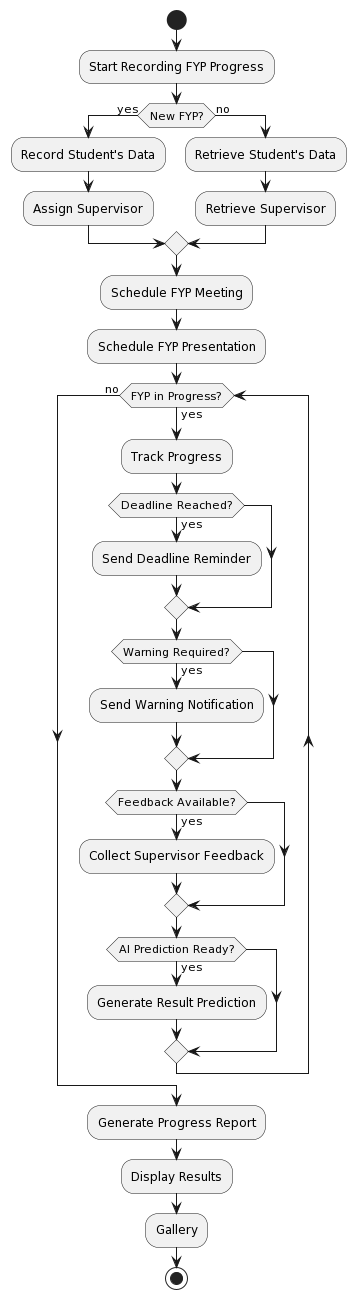 Start Recording FYP Progress
yes
New FYP?
no
Record Student's Data
Retrieve Student's Data
Assign Supervisor
Retrieve Supervisor
Schedule FYP Meeting
Schedule FYP Presentation
no
FYP in Progress?
yes
Track Progress
Deadline Reached?
yes
Send Deadline Reminder
Warning Required?
yes
Send Warning Notification
Feedback Available?
yes
Collect Supervisor Feedback
AI Prediction Ready?
yes
Generate Result Prediction
Generate Progress Report
Display Results
Gallery